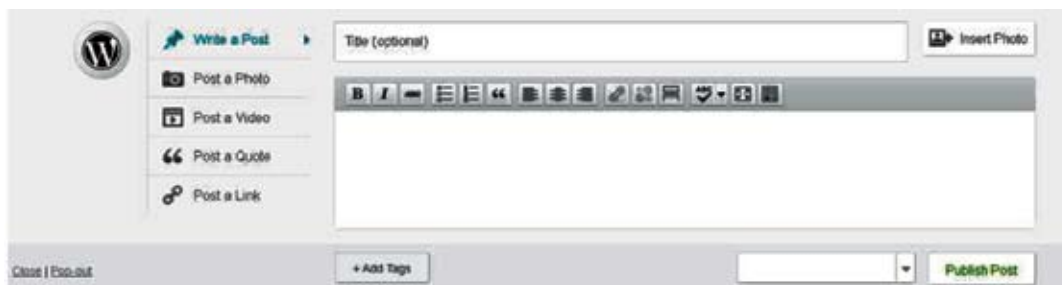 Write a Post
Title (optional)
Insert Photo
Post a Photo
B I ABC
Post a Video
Post a Quote
Post a Link
Close | Pop-out
+ Add Tags
Publish Post